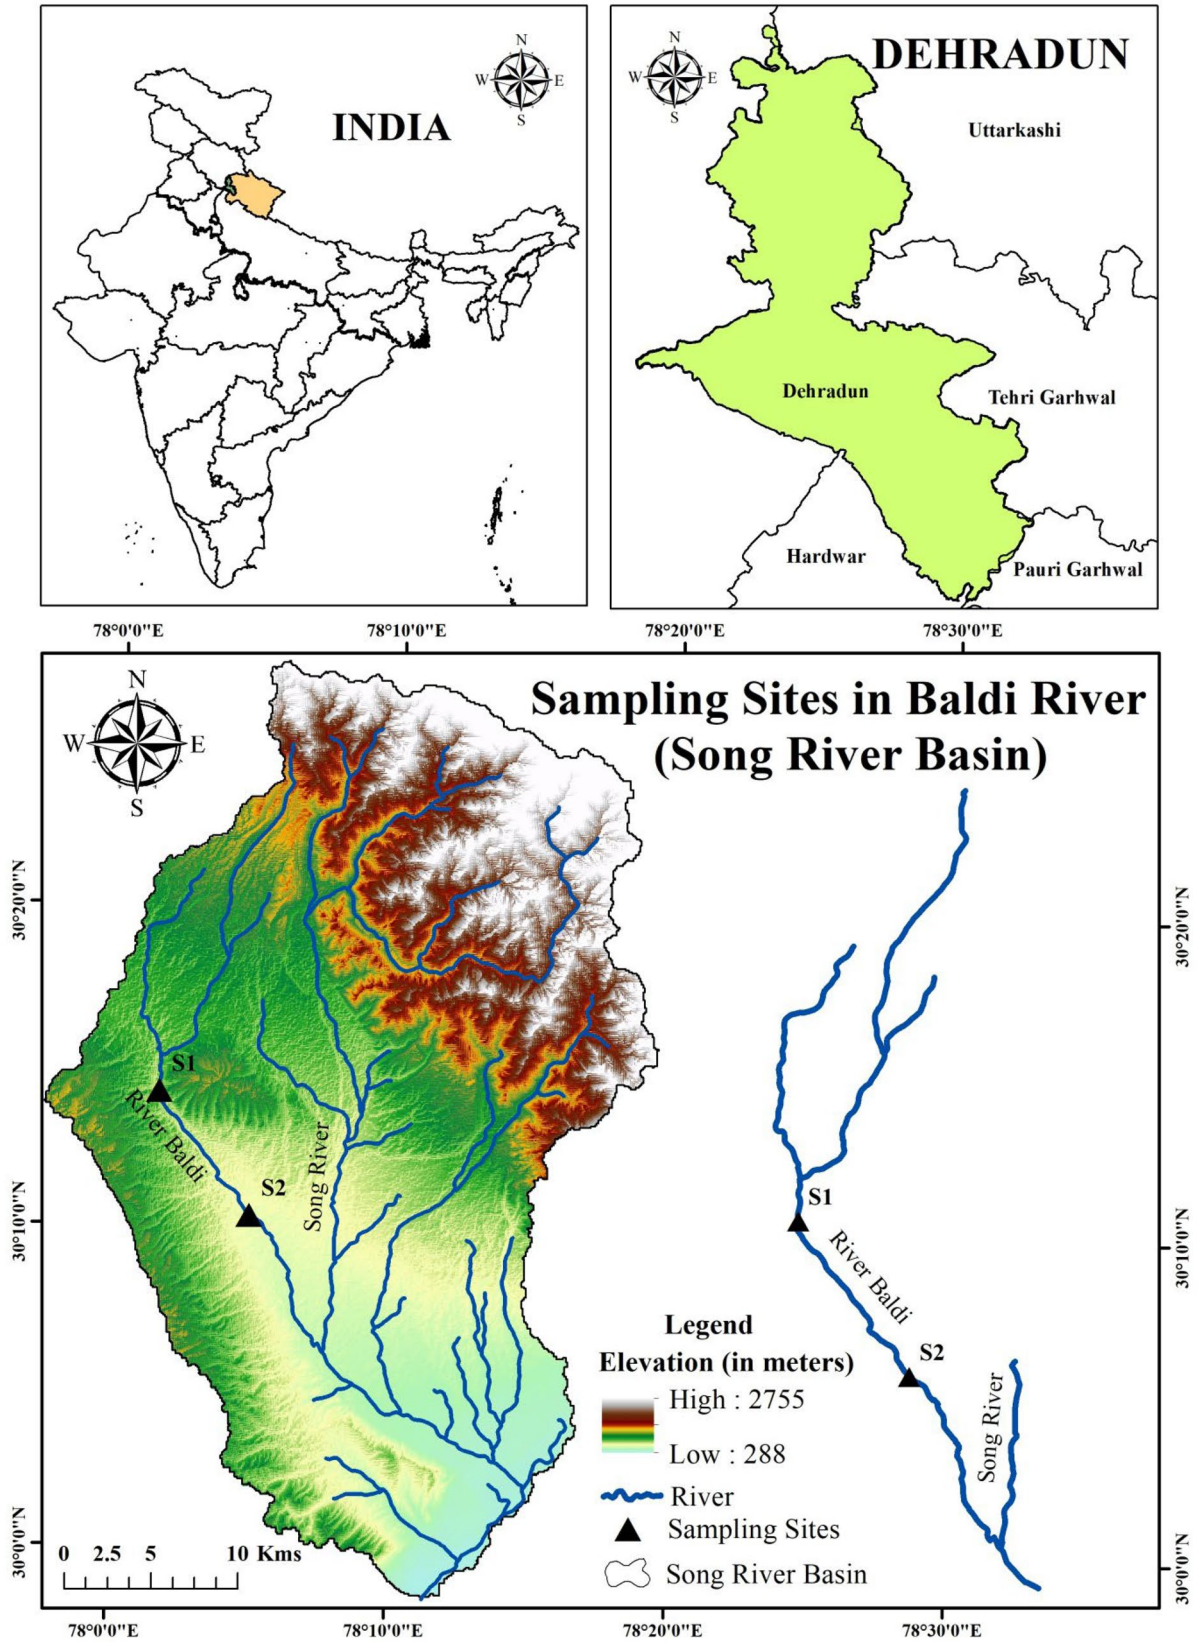 N
W E
S
INDIA
N
W E
S
DEHRADUN
Uttarkashi
Dehradun
Tehri Garhwal
Hardwar
Pauri Garhwal
78°0'0"E 78°10'0"E 78°20'0"E 78°30'0"E
N
W E
S
Sampling Sites in Baldi River
(Song River Basin)
30°20'0"N
30°20'0"N
S1
River Baldi
S2
Song River
30°10'0"N
S1
River Baldi
30°10'0"N
S2
Song River
Legend
Elevation (in meters)
High : 2755
Low : 288
River
Sampling Sites
Song River Basin
30°0'0"N
30°0'0"N
0 2.5 5 10 Kms
78°0'0"E 78°10'0"E 78°20'0"E 78°30'0"E